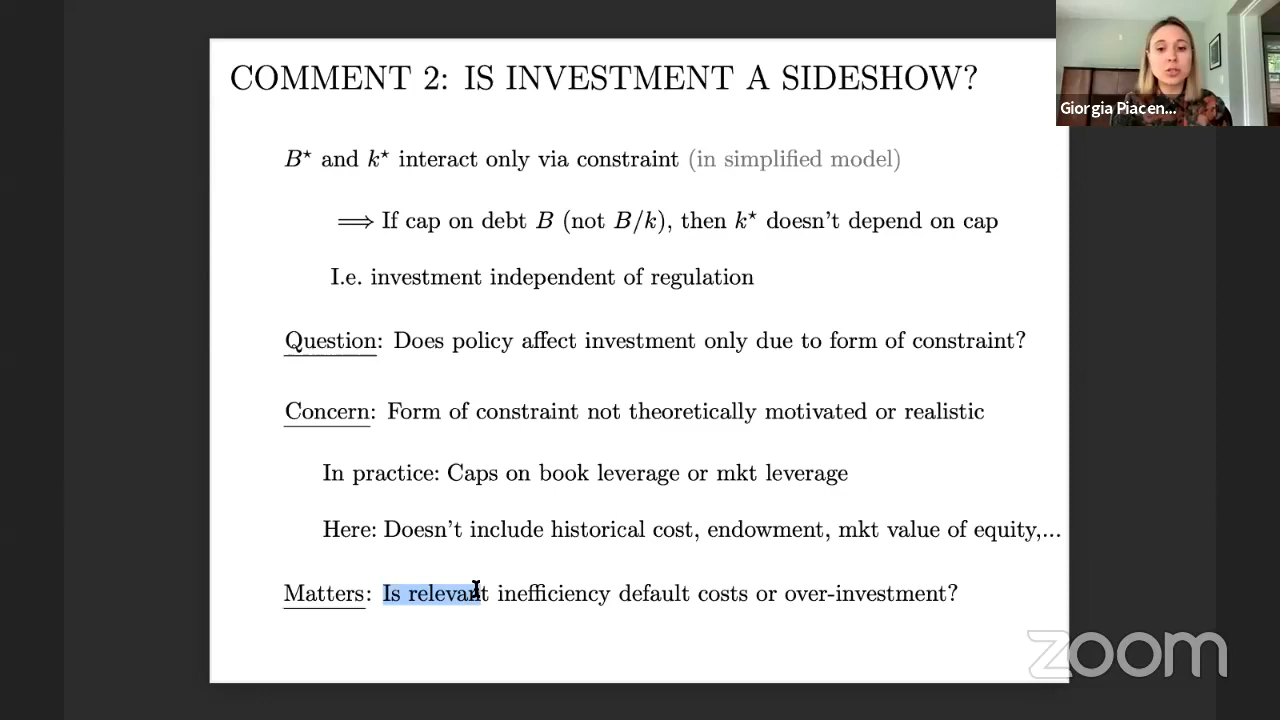 COMMENT 2: IS INVESTMENT A SIDESHOW?
Giorgia Piacen...
B⋆ and k⋆ interact only via constraint (in simplified model)
⟹ If cap on debt B (not B/k), then k⋆ doesn't depend on cap
I.e. investment independent of regulation
Question: Does policy affect investment only due to form of constraint?
Concern: Form of constraint not theoretically motivated or realistic
In practice: Caps on book leverage or mkt leverage
Here: Doesn't include historical cost, endowment, mkt value of equity,...
Matters: Is relevant inefficiency default costs or over-investment?
zoom